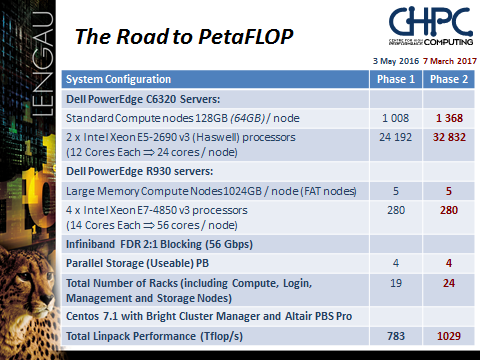 LENGAU
The Road to PetaFLOP
CHPC
CENTRE FOR HIGH
PERFORMANCE COMPUTING
3 May 2016 7 March 2017
System Configuration Phase 1 Phase 2
Dell PowerEdge C6320 Servers:
Standard Compute nodes 128GB (64GB) / node 1 008 1 368
2 x Intel Xeon E5-2690 v3 (Haswell) processors 24 192 32 832
(12 Cores Each ⇒ 24 cores / node)
Dell PowerEdge R930 servers:
Large Memory Compute Nodes1024GB / node (FAT nodes) 5 5
4 x Intel Xeon E7-4850 v3 processors 280 280
(14 Cores Each ⇒ 56 cores / node)
Infiniband FDR 2:1 Blocking (56 Gbps)
Parallel Storage (Useable) PB 4 4
Total Number of Racks (including Compute, Login, 19 24
Management and Storage Nodes)
Centos 7.1 with Bright Cluster Manager and Altair PBS Pro
Total Linpack Performance (Tflop/s) 783 1029